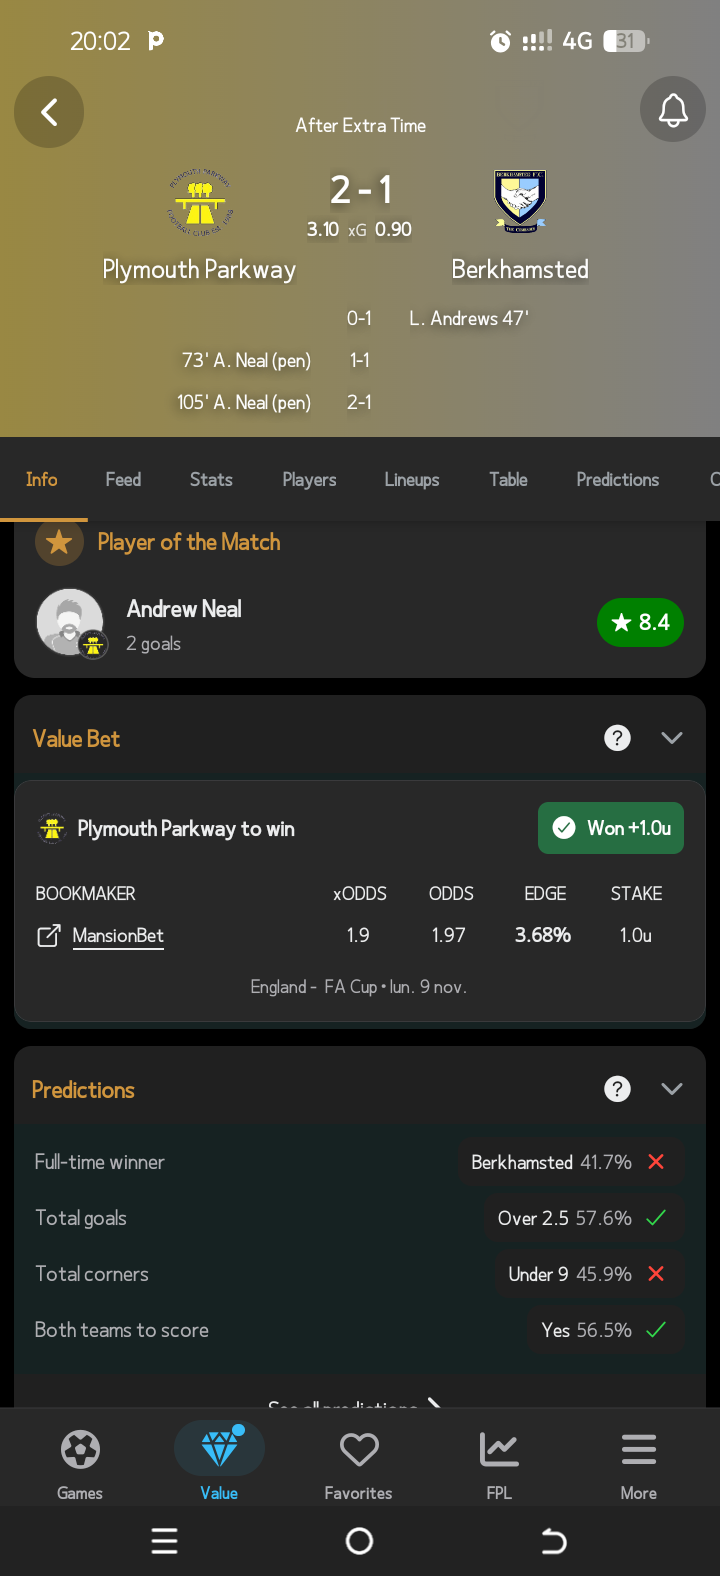 20:02
4G 31
After Extra Time
2 - 1
3.10 xG 0.90
Plymouth Parkway Berkhamsted
0-1 L. Andrews 47'
73' A. Neal (pen) 1-1
105' A. Neal (pen) 2-1
Info Feed Stats Players Lineups Table Predictions
Player of the Match
Andrew Neal
2 goals
8.4
Value Bet ?
Plymouth Parkway to win Won +1.0u
BOOKMAKER xODDS ODDS EDGE STAKE
MansionBet 1.9 1.97 3.68% 1.0u
England - FA Cup • lun. 9 nov.
Predictions ?
Full-time winner Berkhamsted 41.7%
Total goals Over 2.5 57.6%
Total corners Under 9 45.9%
Both teams to score Yes 56.5%
See all predictions
Games Value Favorites FPL More